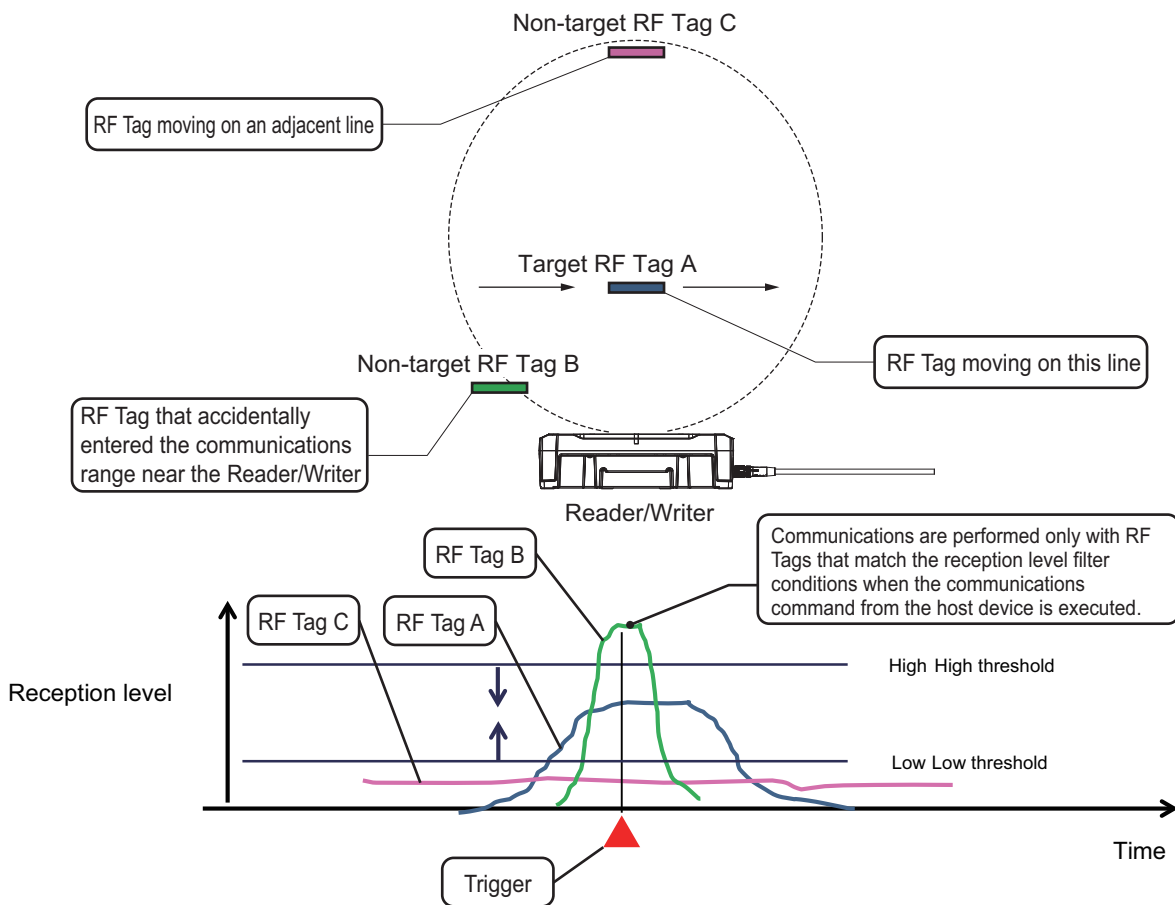 Non-target RF Tag C
RF Tag moving on an adjacent line
Target RF Tag A
Non-target RF Tag B
RF Tag moving on this line
RF Tag that accidentally
entered the communications
range near the Reader/Writer
Reader/Writer
Communications are performed only with RF
Tags that match the reception level filter
conditions when the communications
command from the host device is executed.
RF Tag B
RF Tag C
RF Tag A
High High threshold
Reception level
Low Low threshold
Time
Trigger